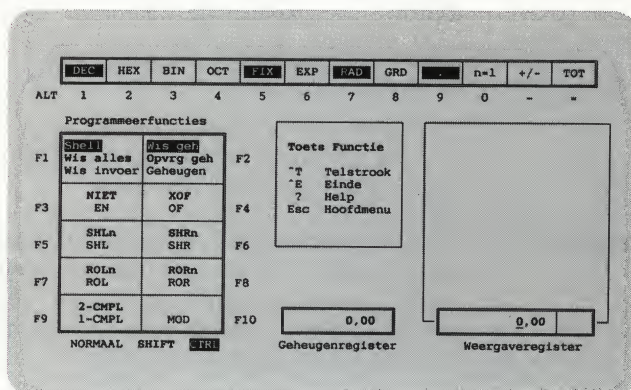 DEC HEX BIN OCT FIX EXP RAD GRD . n=1 +/- TOT
ALT 1 2 3 4 5 6 7 8 9 0 - =
Programmeerfuncties
F1 Shell Wis geh F2
Wis alles Opvrg geh
Wis invoer Geheugen
F3 NIET XOF F4
EN OF
F5 SHLn SHRn F6
SHL SHR
F7 ROLn RORn F8
ROL ROR
F9 2-CMPL F10
1-CMPL MOD
NORMAAL SHIFT CTRL
Toets Functie
^T Telstrook
^E Einde
? Help
Esc Hoofdmenu
0,00
Geheugenregister
0,00
Weergaveregister